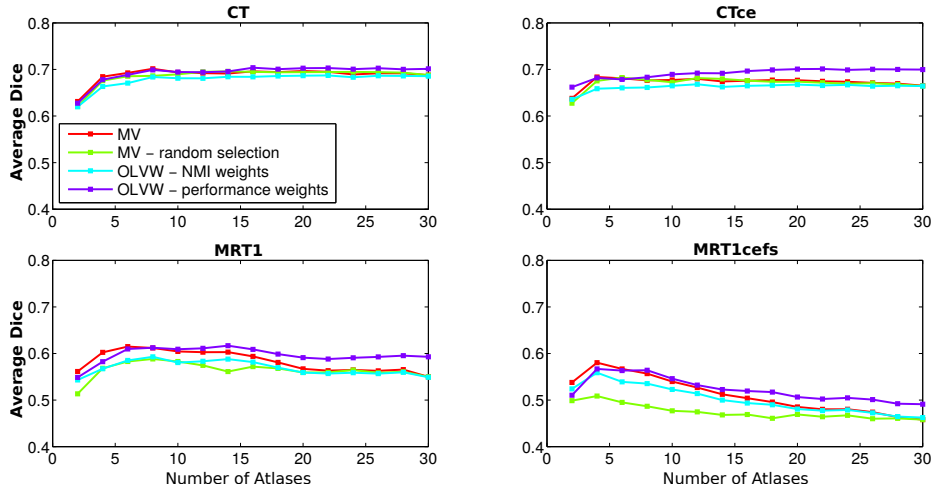 CT
Average Dice
0.8
0.7
0.6
0.5
0.4
0 5 10 15 20 25 30
MV
MV − random selection
OLVW − NMI weights
OLVW − performance weights
CTce
0.8
0.7
0.6
0.5
0.4
0 5 10 15 20 25 30
MRT1
Average Dice
0.8
0.7
0.6
0.5
0.4
0 5 10 15 20 25 30
Number of Atlases
MRT1cefs
0.8
0.7
0.6
0.5
0.4
0 5 10 15 20 25 30
Number of Atlases